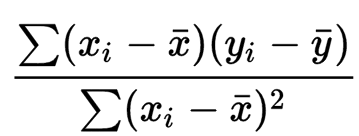 ∑(xᵢ − x̄)(yᵢ − ȳ)
∑(xᵢ − x̄)²